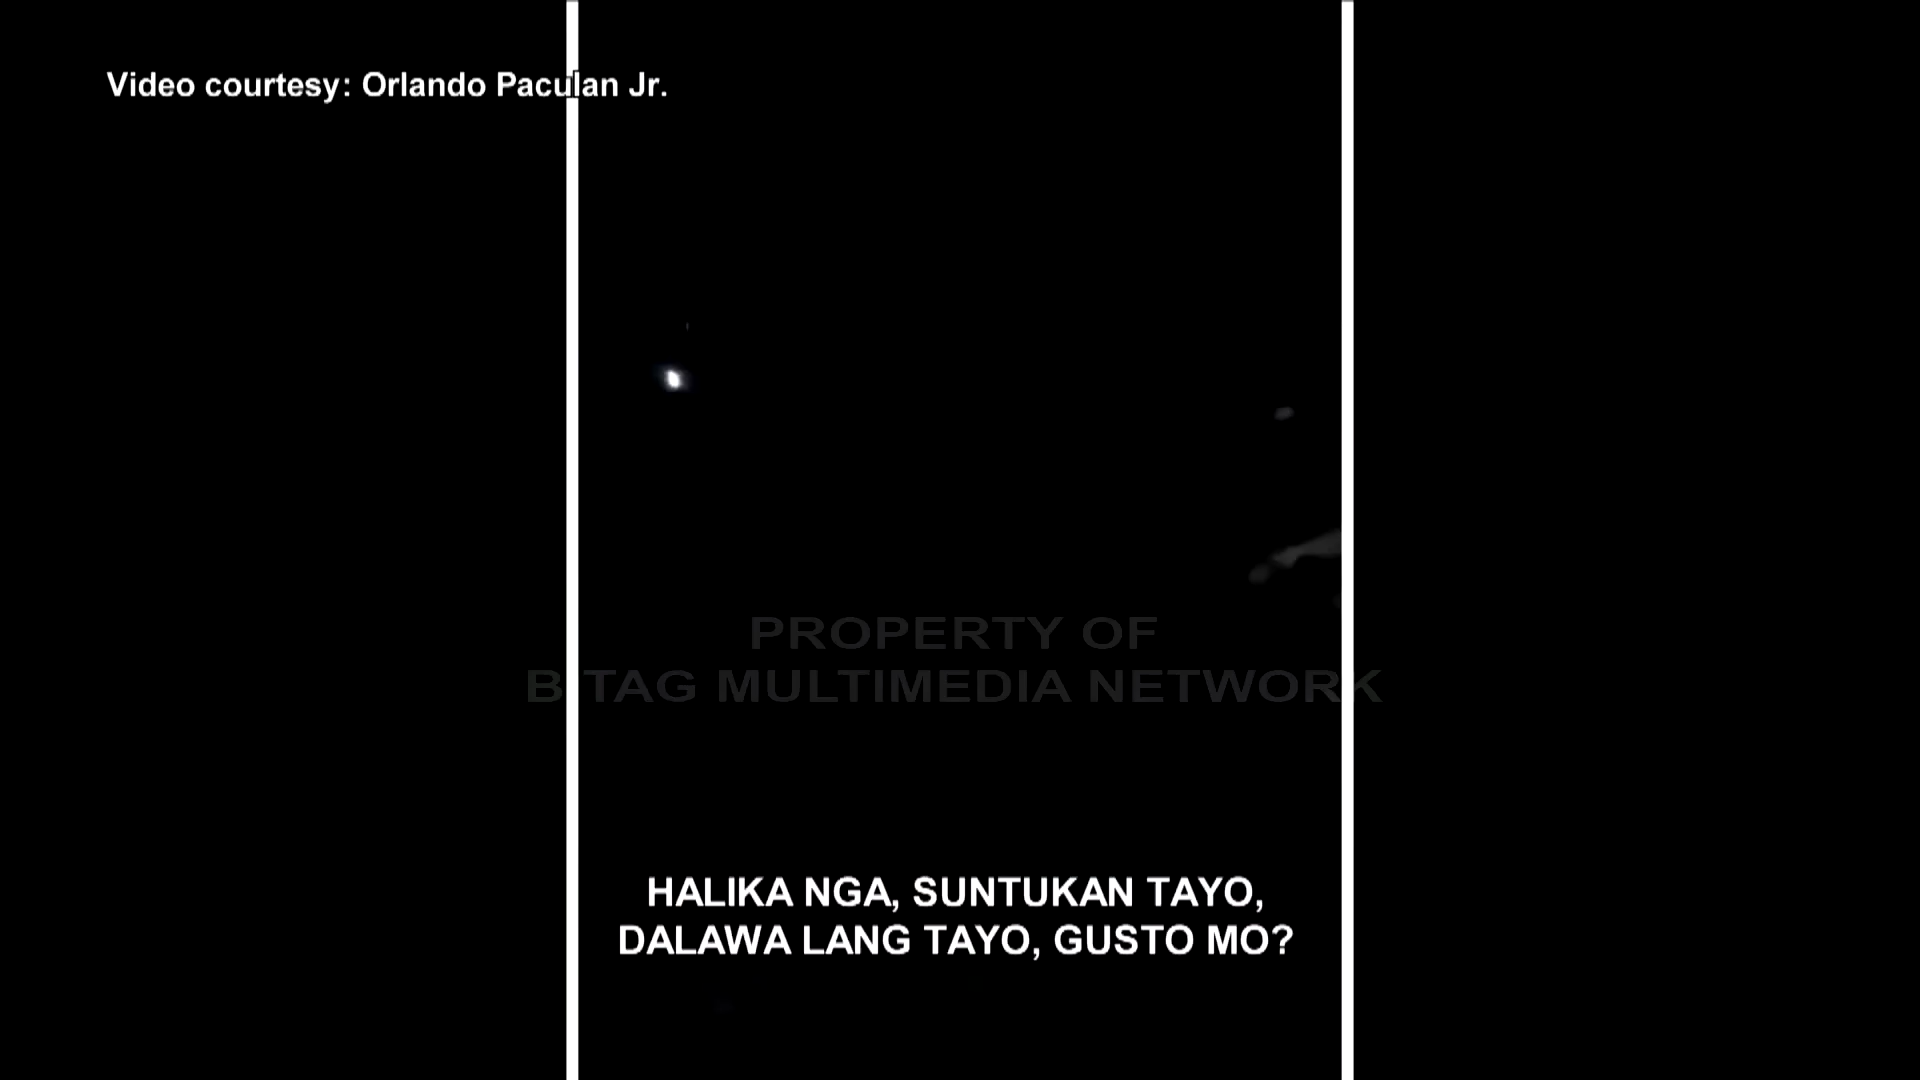 Video courtesy: Orlando Paculan Jr.
PROPERTY OF
BITAG MULTIMEDIA NETWORK
HALIKA NGA, SUNTUKAN TAYO,
DALAWA LANG TAYO, GUSTO MO?